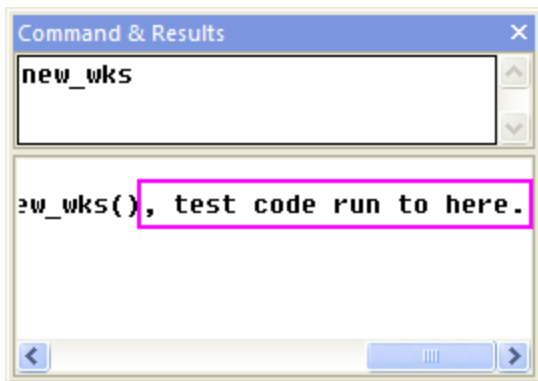 Command & Results
new_wks
ew_wks(), test code run to here.